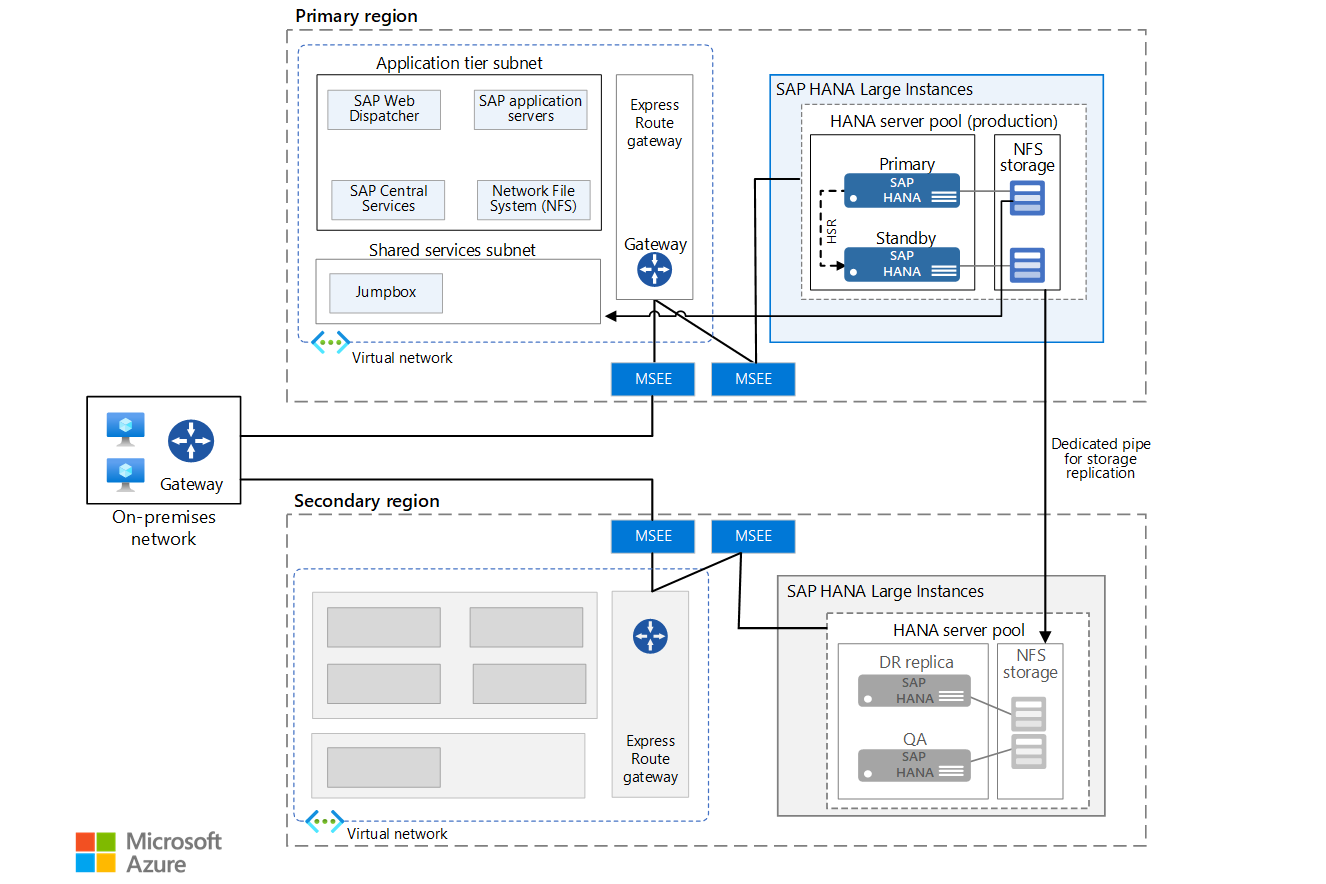 Primary region
Application tier subnet
SAP Web
Dispatcher
SAP application
servers
SAP Central
Services
Network File
System (NFS)
Shared services subnet
Jumpbox
Virtual network
Express
Route
gateway
Gateway
MSEE
MSEE
SAP HANA Large Instances
HANA server pool (production)
Primary
SAP
HANA
HSR
Standby
SAP
HANA
NFS
storage
Gateway
On-premises
network
Dedicated pipe
for storage
replication
Secondary region
MSEE
MSEE
Express
Route
gateway
Virtual network
SAP HANA Large Instances
HANA server pool
DR replica
SAP
HANA
QA
SAP
HANA
NFS
storage
Microsoft
Azure